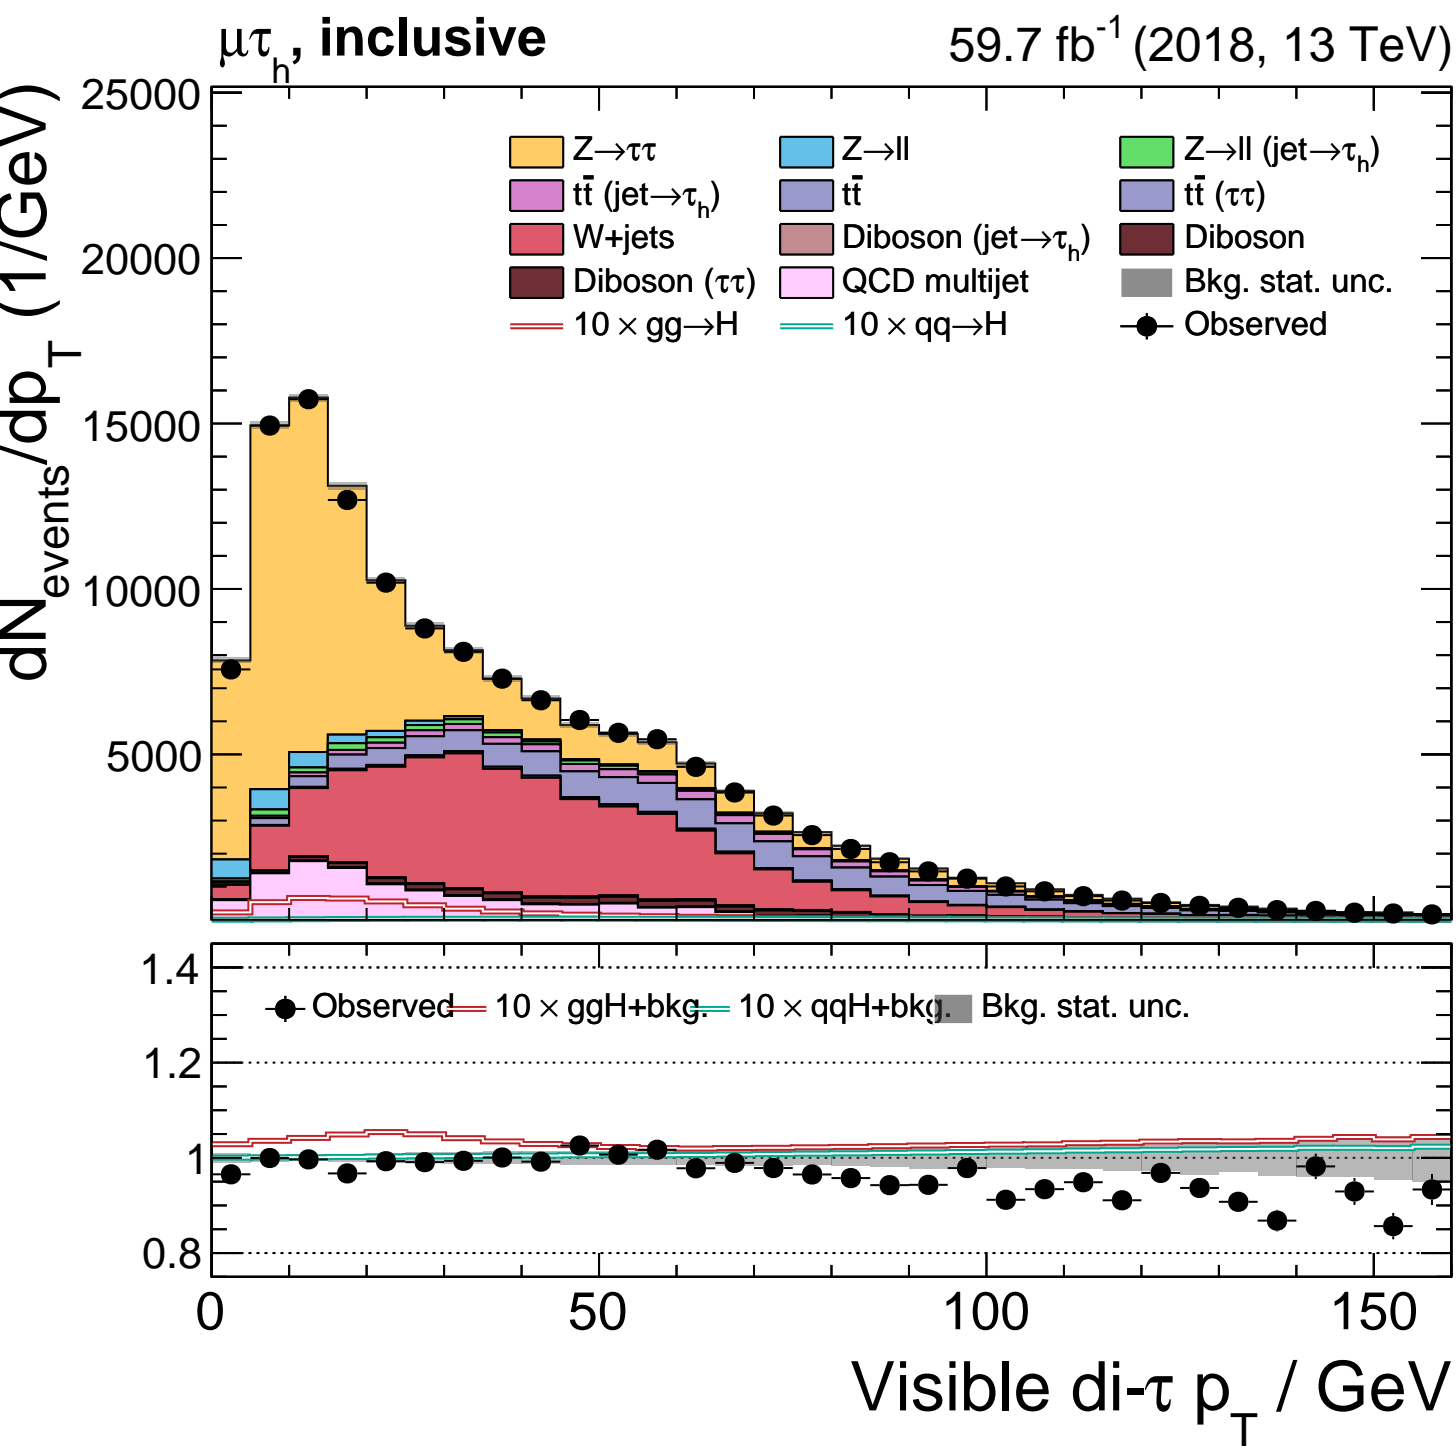 μτh, inclusive 59.7 fb-1 (2018, 13 TeV)
dNevents/dpT (1/GeV)
25000
20000
15000
10000
5000
Z→ττ Z→ll Z→ll (jet→τh)
tt̄ (jet→τh) tt̄ tt̄ (ττ)
W+jets Diboson (jet→τh) Diboson
Diboson (ττ) QCD multijet Bkg. stat. unc.
10 × gg→H 10 × qq→H Observed
1.4
Observed 10 × ggH+bkg. 10 × qqH+bkg. Bkg. stat. unc.
1.2
1
0.8
0 50 100 150
Visible di-τ pT / GeV